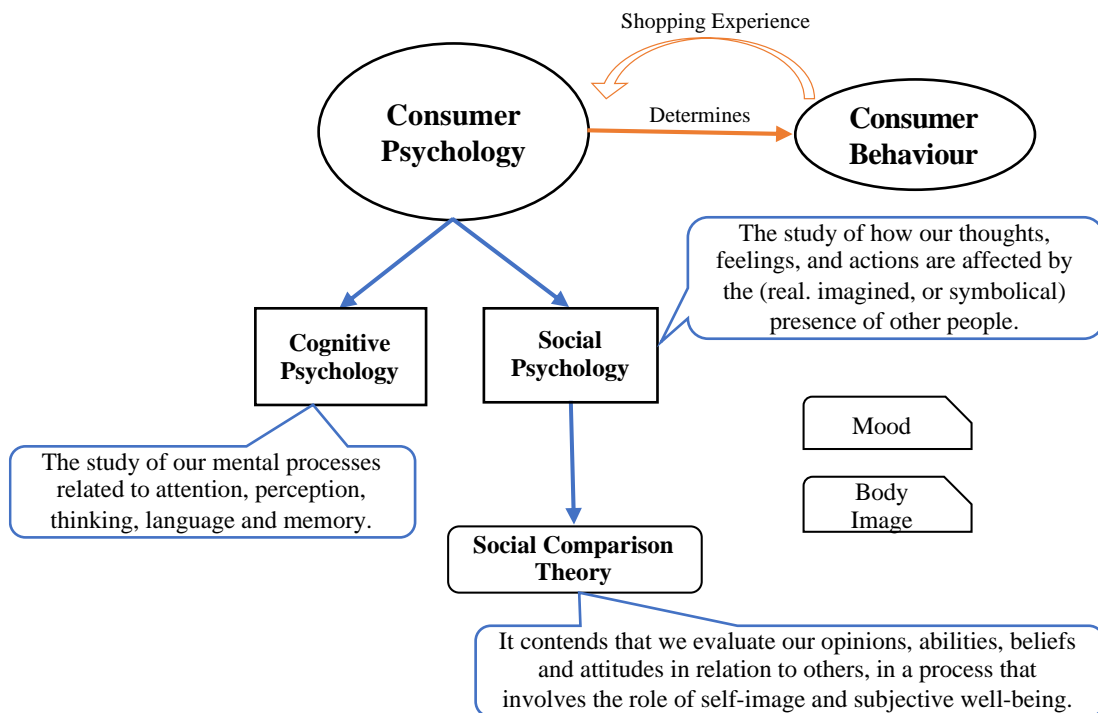 Shopping Experience
Consumer
Psychology
Determines
Consumer
Behaviour
The study of how our thoughts,
feelings, and actions are affected by
the (real. imagined, or symbolical)
presence of other people.
Cognitive
Psychology
Social
Psychology
Mood
The study of our mental processes
related to attention, perception,
thinking, language and memory.
Body
Image
Social Comparison
Theory
It contends that we evaluate our opinions, abilities, beliefs
and attitudes in relation to others, in a process that
involves the role of self-image and subjective well-being.